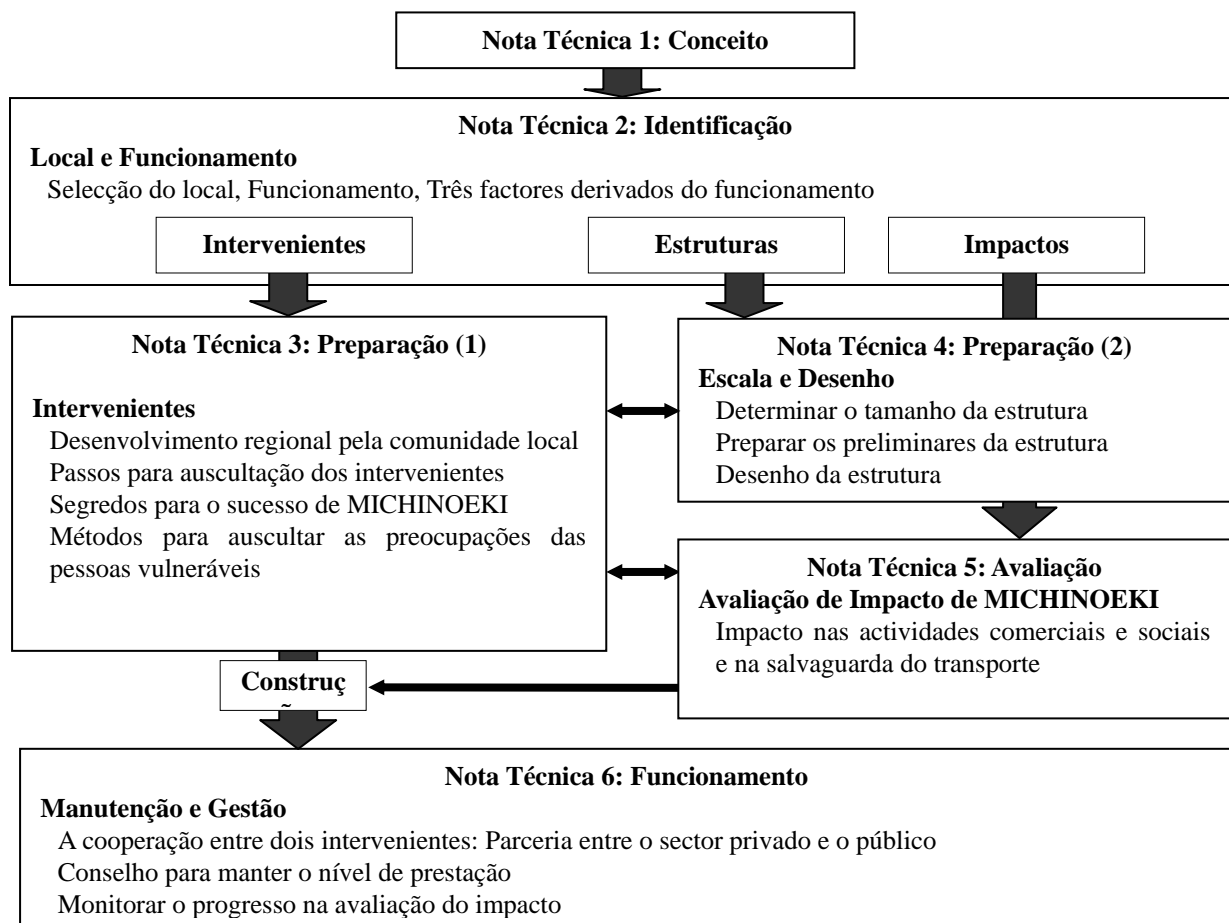 Nota Técnica 1: Conceito
Nota Técnica 2: Identificação
Local e Funcionamento
Selecção do local, Funcionamento, Três factores derivados do funcionamento
Intervenientes
Estruturas
Impactos
Nota Técnica 3: Preparação (1)
Intervenientes
Desenvolvimento regional pela comunidade local
Passos para auscultação dos intervenientes
Segredos para o sucesso de MICHINOEKI
Métodos para auscultar as preocupações das
pessoas vulneráveis
Nota Técnica 4: Preparação (2)
Escala e Desenho
Determinar o tamanho da estrutura
Preparar os preliminares da estrutura
Desenho da estrutura
Nota Técnica 5: Avaliação
Avaliação de Impacto de MICHINOEKI
Impacto nas actividades comerciais e sociais
e na salvaguarda do transporte
Construç
Nota Técnica 6: Funcionamento
Manutenção e Gestão
A cooperação entre dois intervenientes: Parceria entre o sector privado e o público
Conselho para manter o nível de prestação
Monitorar o progresso na avaliação do impacto